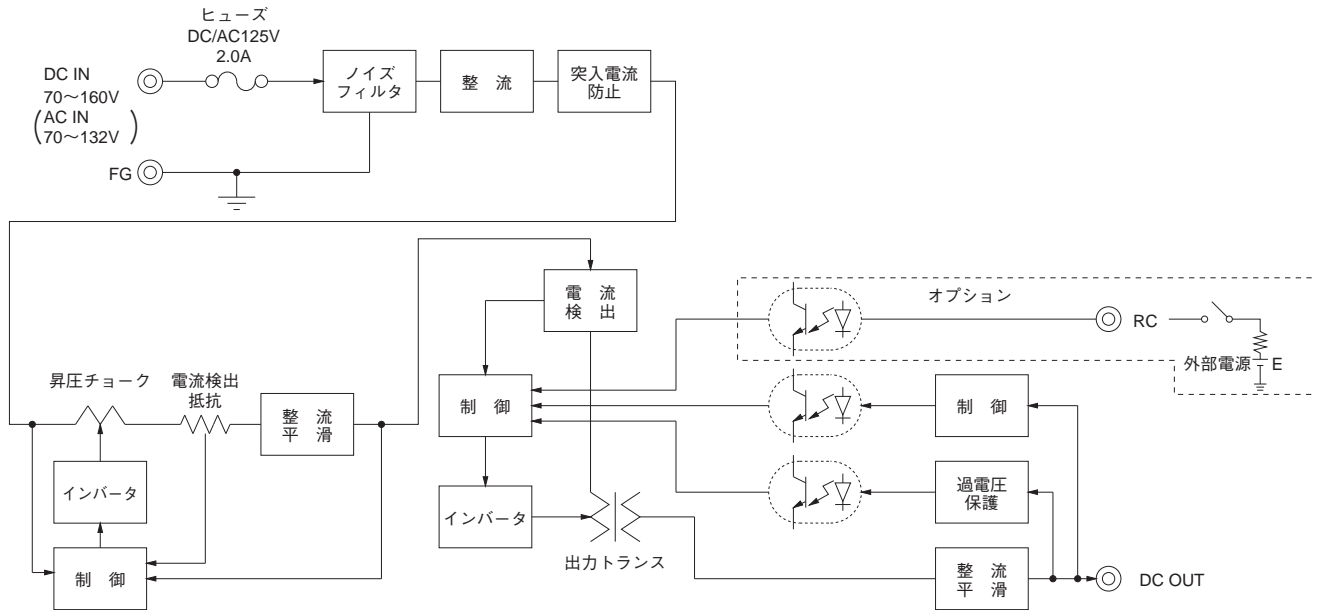 ヒューズ
DC/AC125V
2.0A
DC IN
70～160V
(AC IN
70～132V)
ノイズ
フィルタ
整 流
突入電流
防止
FG
電 流
検 出
オプション
RC
外部電源
E
昇圧チョーク
電流検出
抵抗
整 流
平 滑
制 御
制 御
インバータ
過電圧
保護
インバータ
出力トランス
制 御
整 流
平 滑
DC OUT